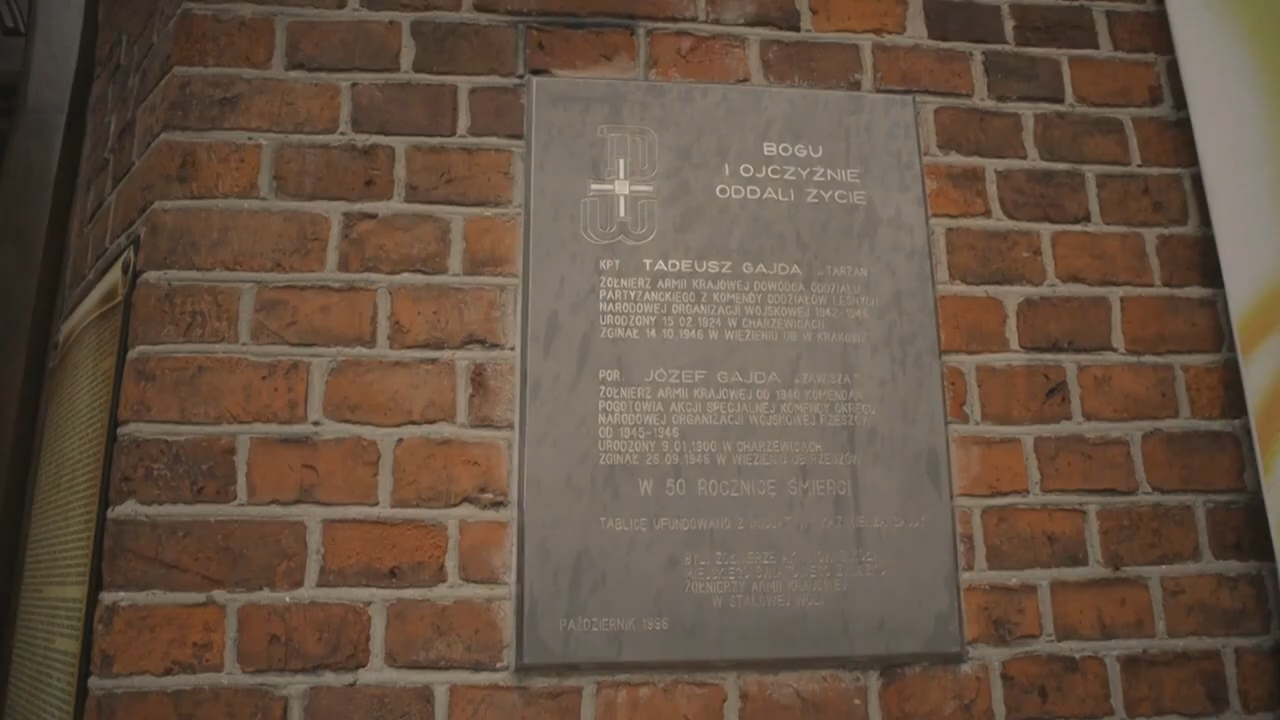 BOGU
I OJCZYŹNIE
ODDALI ŻYCIE
KPT. TADEUSZ GAJDA „TARZAN"
ŻOŁNIERZ ARMII KRAJOWEJ DOWÓDCA ODDZIAŁU
PARTYZANCKIEGO Z KOMENDY ODDZIAŁÓW LEŚNYCH
NARODOWEJ ORGANIZACJI WOJSKOWEJ 1942-1946
URODZONY 15 02 1924 W CHARZEWICACH
ZGINĄŁ 14.10.1946 W WIĘZIENIU UB W KRAKOWIE
POR. JÓZEF GAJDA „ZAWISZA"
ŻOŁNIERZ ARMII KRAJOWEJ OD 1940 KOMENDANT
POGOTOWIA AKCJI SPECJALNEJ KOMENDY OKRĘGU
NARODOWEJ ORGANIZACJI WOJSKOWEJ RZESZÓW
OD 1945-1946
URODZONY 9.01.1900 W CHARZEWICACH
ZGINĄŁ 26.09.1946 W WIĘZIENIU UB RZESZÓW
W 50 ROCZNICĘ ŚMIERCI
TABLICĘ UFUNDOWANO Z
ŻOŁNIERZE
ŻOŁNIERZY ARMII KRAJOWEJ
W STALOWEJ WOLI
PAŹDZIERNIK 1996